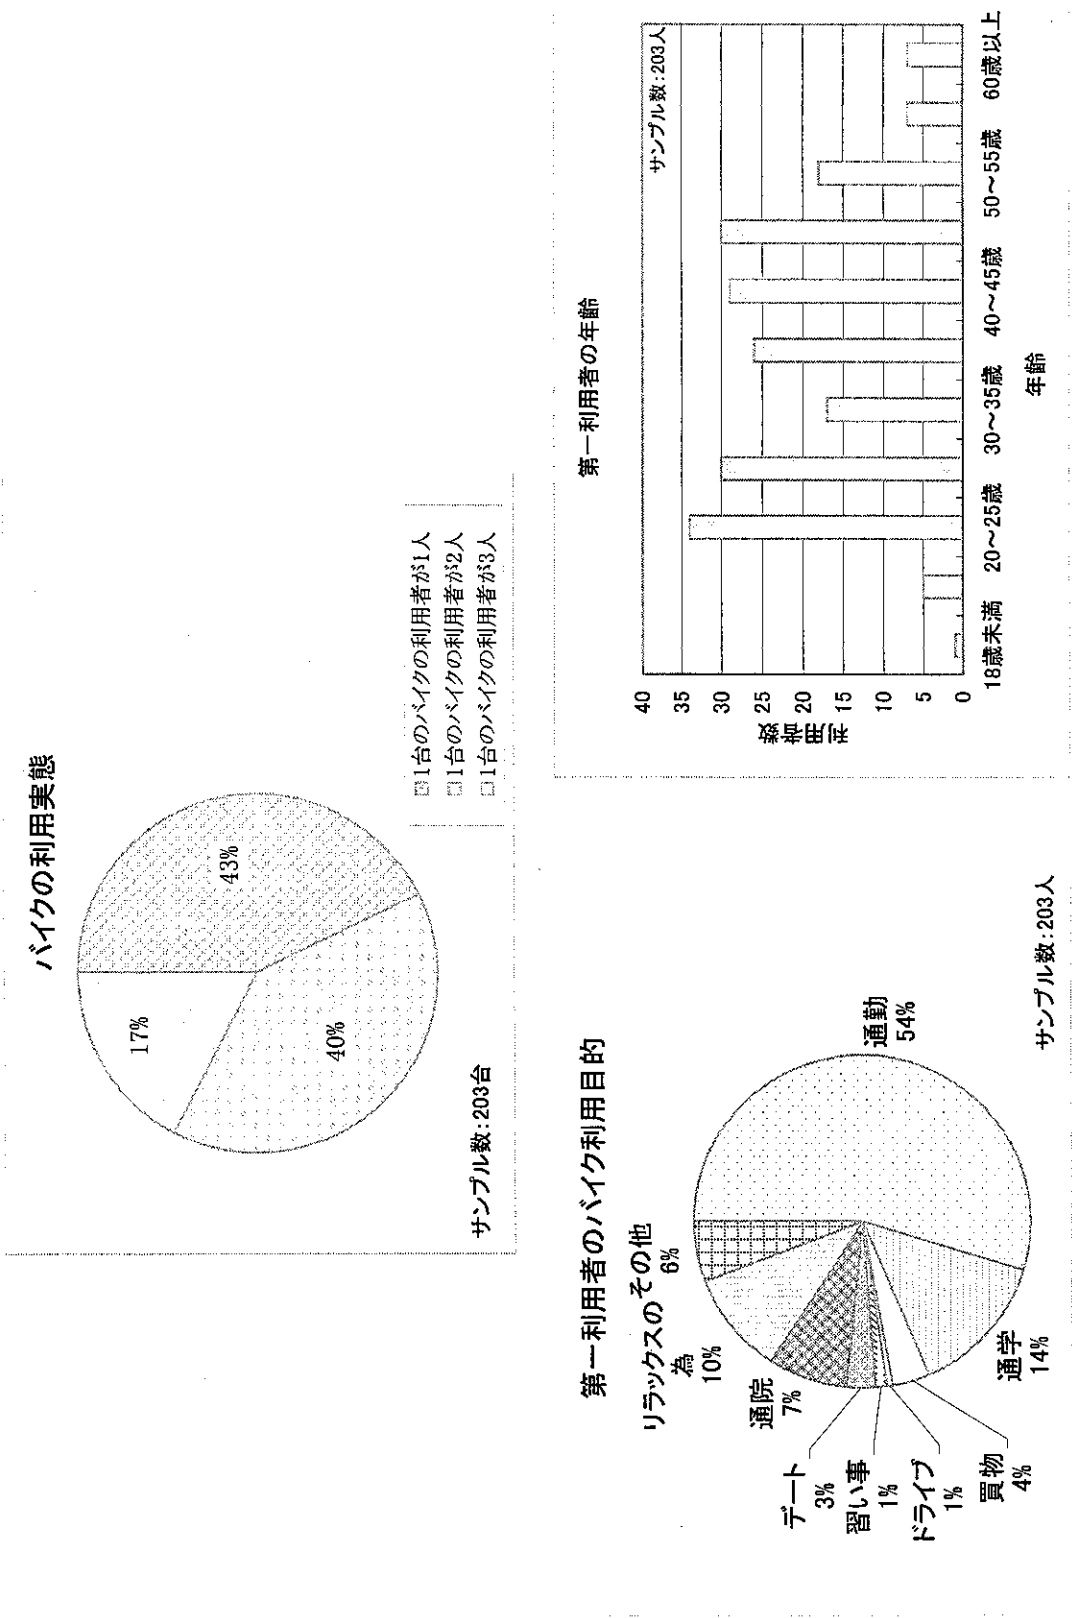 バイクの利用実態
17%
43%
40%
1台のバイクの利用者が1人
1台のバイクの利用者が2人
1台のバイクの利用者が3人
サンプル数:203台
第一利用者のバイク利用目的
その他
6%
リラックスの
為
10%
通院
7%
デート
3%
習い事
1%
ドライブ
1%
買物
4%
通学
14%
通勤
54%
サンプル数:203人
第一利用者の年齢
サンプル数:203人
利用者数
40
35
30
25
20
15
10
5
0
18歳未満
20~25歳
30~35歳
40~45歳
50~55歳
60歳以上
年齢